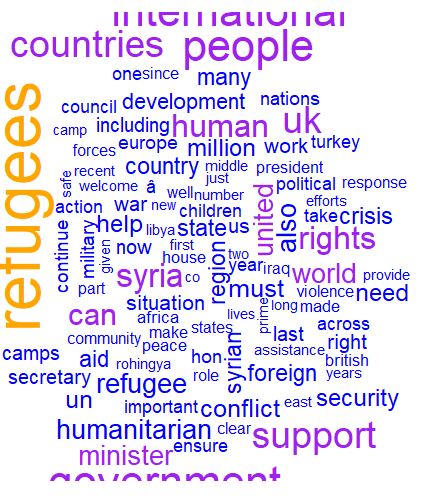 international
countries people
onesince many
council development nations
camp including human uk
forces europe million work turkey
safe recent country middle president
welcome â just political response
refugees action war new well number children united efforts
continue military help libya state us also take crisis
given now first house region two rights
syria co year iraq world provide
part situation must violence need
can africa lives prime long made
community make states last across
camps aid peace hon syrian assistance right
secretary rohingya role foreign british years
un refugee security
important conflict east
humanitarian clear support
minister ensure
government